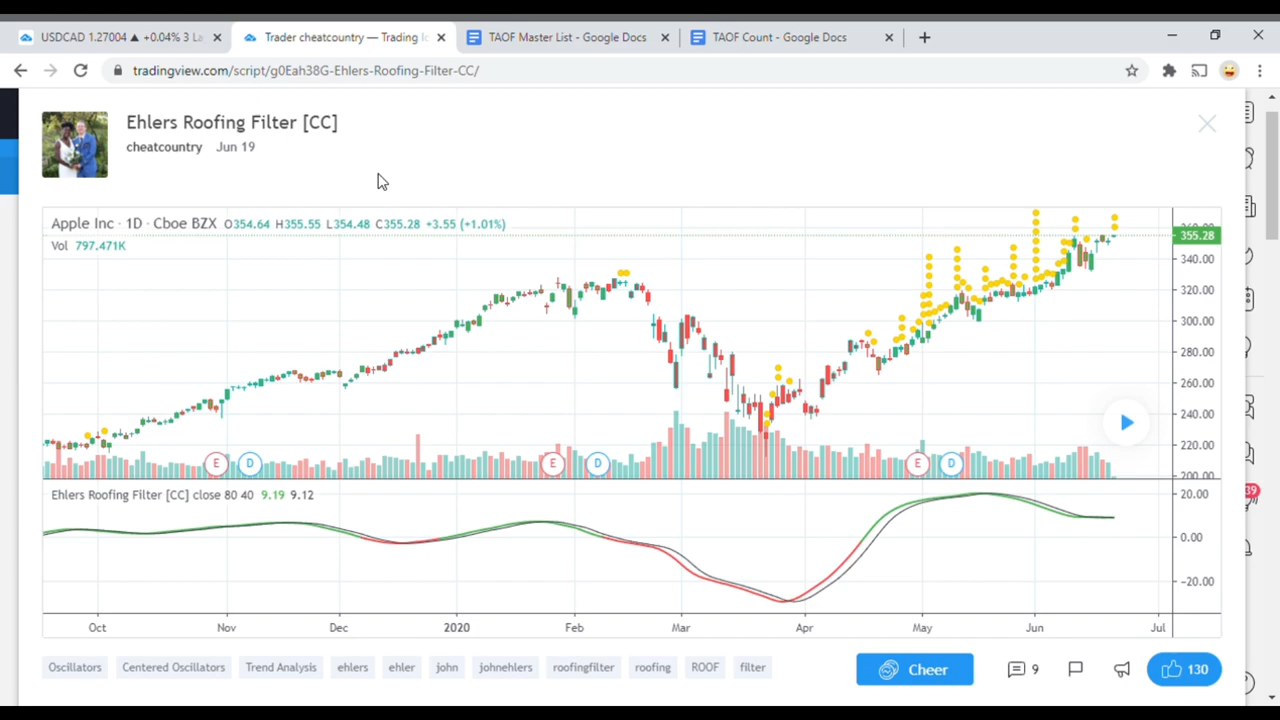 USDCAD 1.27004 ▲ +0.04% 3 La
Trader cheatcountry — Trading Id
TAOF Master List - Google Docs
TAOF Count - Google Docs
tradingview.com/script/g0Eah38G-Ehlers-Roofing-Filter-CC/
Ehlers Roofing Filter [CC]
cheatcountry Jun 19
Apple Inc · 1D · Cboe BZX O354.64 H355.55 L354.48 C355.28 +3.55 (+1.01%)
Vol 797.471K
355.28
340.00
320.00
300.00
280.00
260.00
240.00
220.00
200.00
E D E D E D
39
Ehlers Roofing Filter [CC] close 80 40 9.19 9.12
20.00
0.00
-20.00
Oct Nov Dec 2020 Feb Mar Apr May Jun Jul
Oscillators Centered Oscillators Trend Analysis ehlers ehler john johnehlers roofingfilter roofing ROOF filter
Cheer 9 130